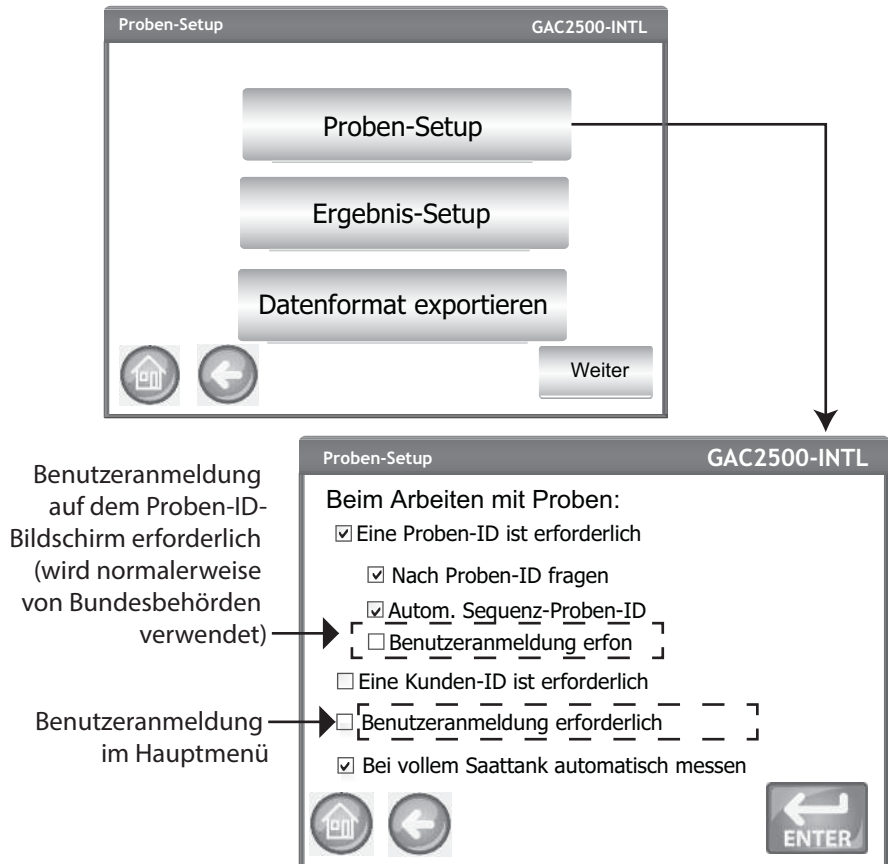 Proben-Setup GAC2500-INTL
Proben-Setup
Ergebnis-Setup
Datenformat exportieren
Weiter
Proben-Setup GAC2500-INTL
Beim Arbeiten mit Proben:
Eine Proben-ID ist erforderlich
Nach Proben-ID fragen
Autom. Sequenz-Proben-ID
Benutzeranmeldung erfon
Eine Kunden-ID ist erforderlich
Benutzeranmeldung erforderlich
Bei vollem Saattank automatisch messen
ENTER
Benutzeranmeldung
auf dem Proben-ID-
Bildschirm erforderlich
(wird normalerweise
von Bundesbehörden
verwendet)
Benutzeranmeldung
im Hauptmenü